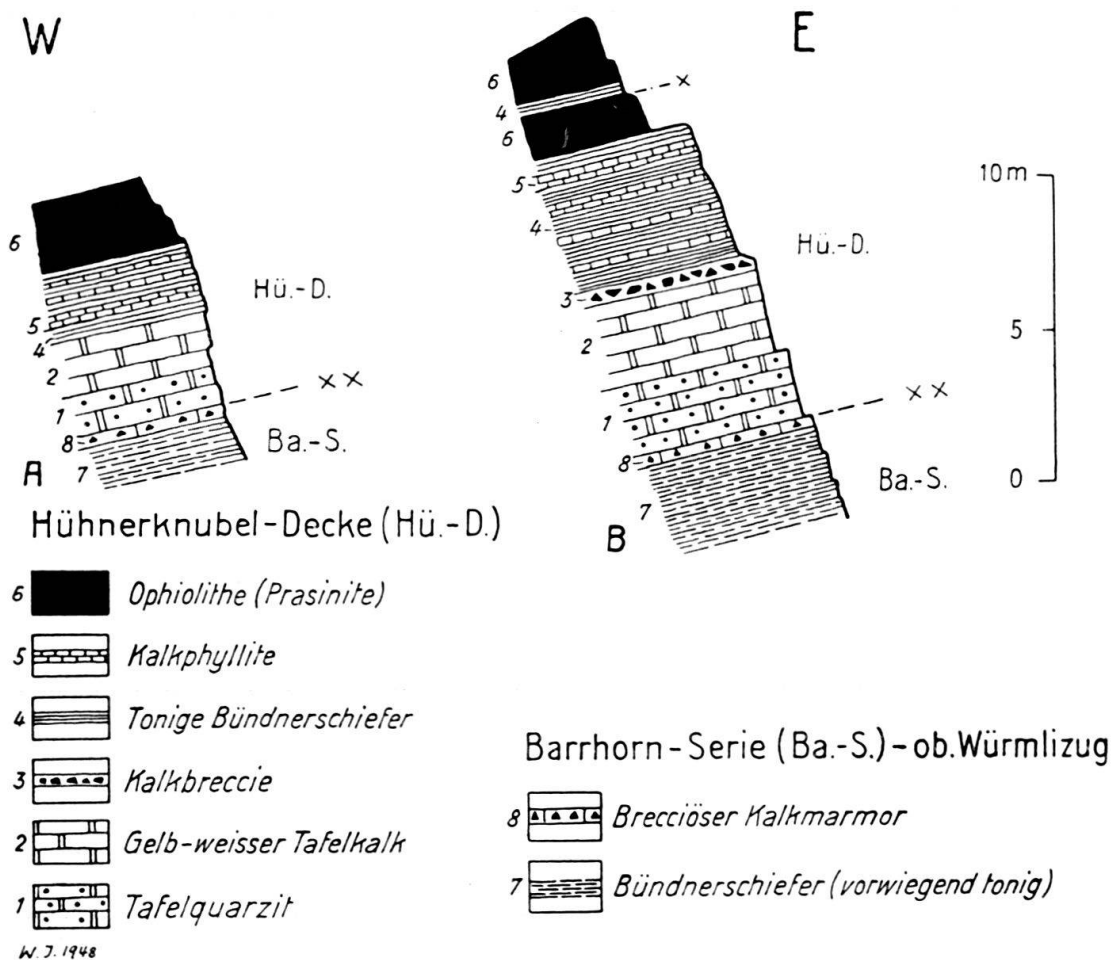 W
E
6
5
4
2
1
8
7
A
Hü.-D.
× ×
Ba.-S.
6
4
6
5
4
3
2
1
8
7
B
×
Hü.-D.
× ×
Ba.-S.
10 m
5
0
Hühnerknubel-Decke (Hü.-D.)
6 Ophiolithe (Prasinite)
5 Kalkphyllite
4 Tonige Bündnerschiefer
3 Kalkbreccie
2 Gelb-weisser Tafelkalk
1 Tafelquarzit
W. J. 1948
Barrhorn-Serie (Ba.-S.)-ob. Würmlizug
8 Brecciöser Kalkmarmor
7 Bündnerschiefer (vorwiegend tonig)